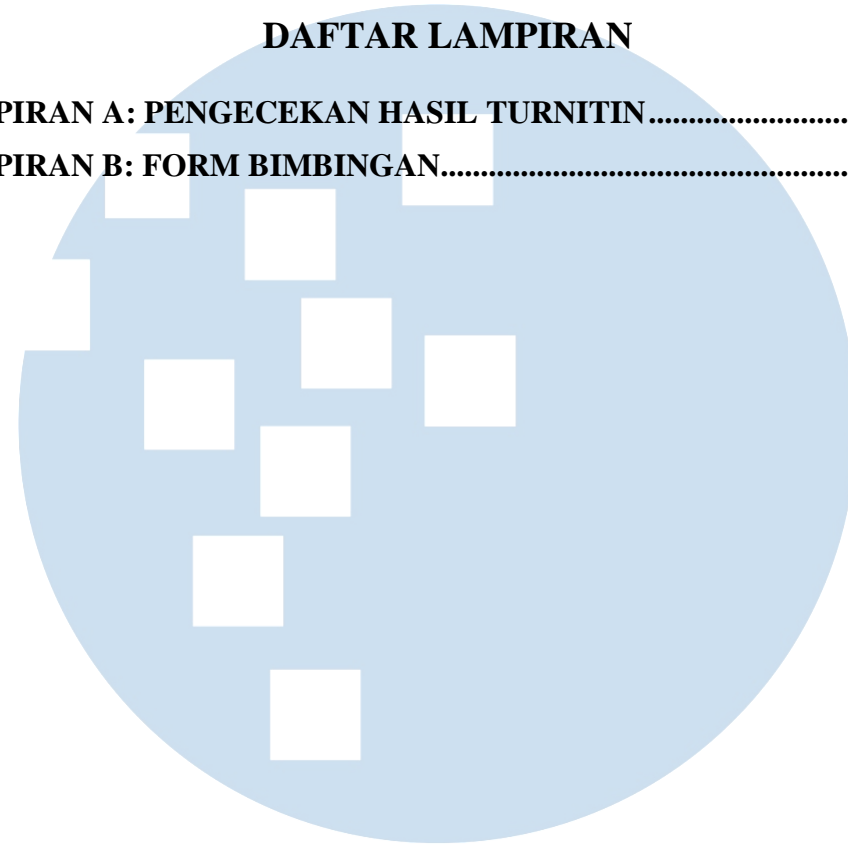 DAFTAR LAMPIRAN
PIRAN A: PENGECEKAN HASIL TURNITIN.........................
PIRAN B: FORM BIMBINGAN...................................................